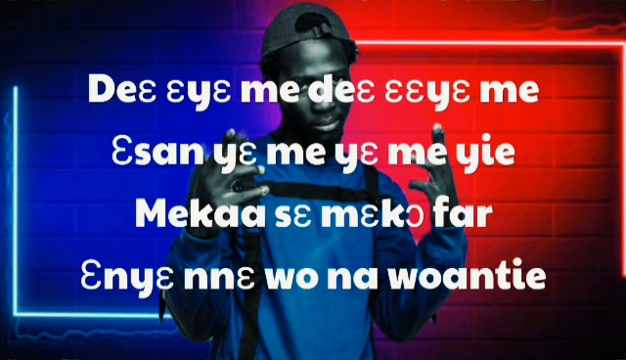 Deɛ ɛyɛ me deɛ ɛɛyɛ me
Ɛsan yɛ me yɛ me yie
Mekaa sɛ mɛkɔ far
Ɛnyɛ nnɛ wo na woantie